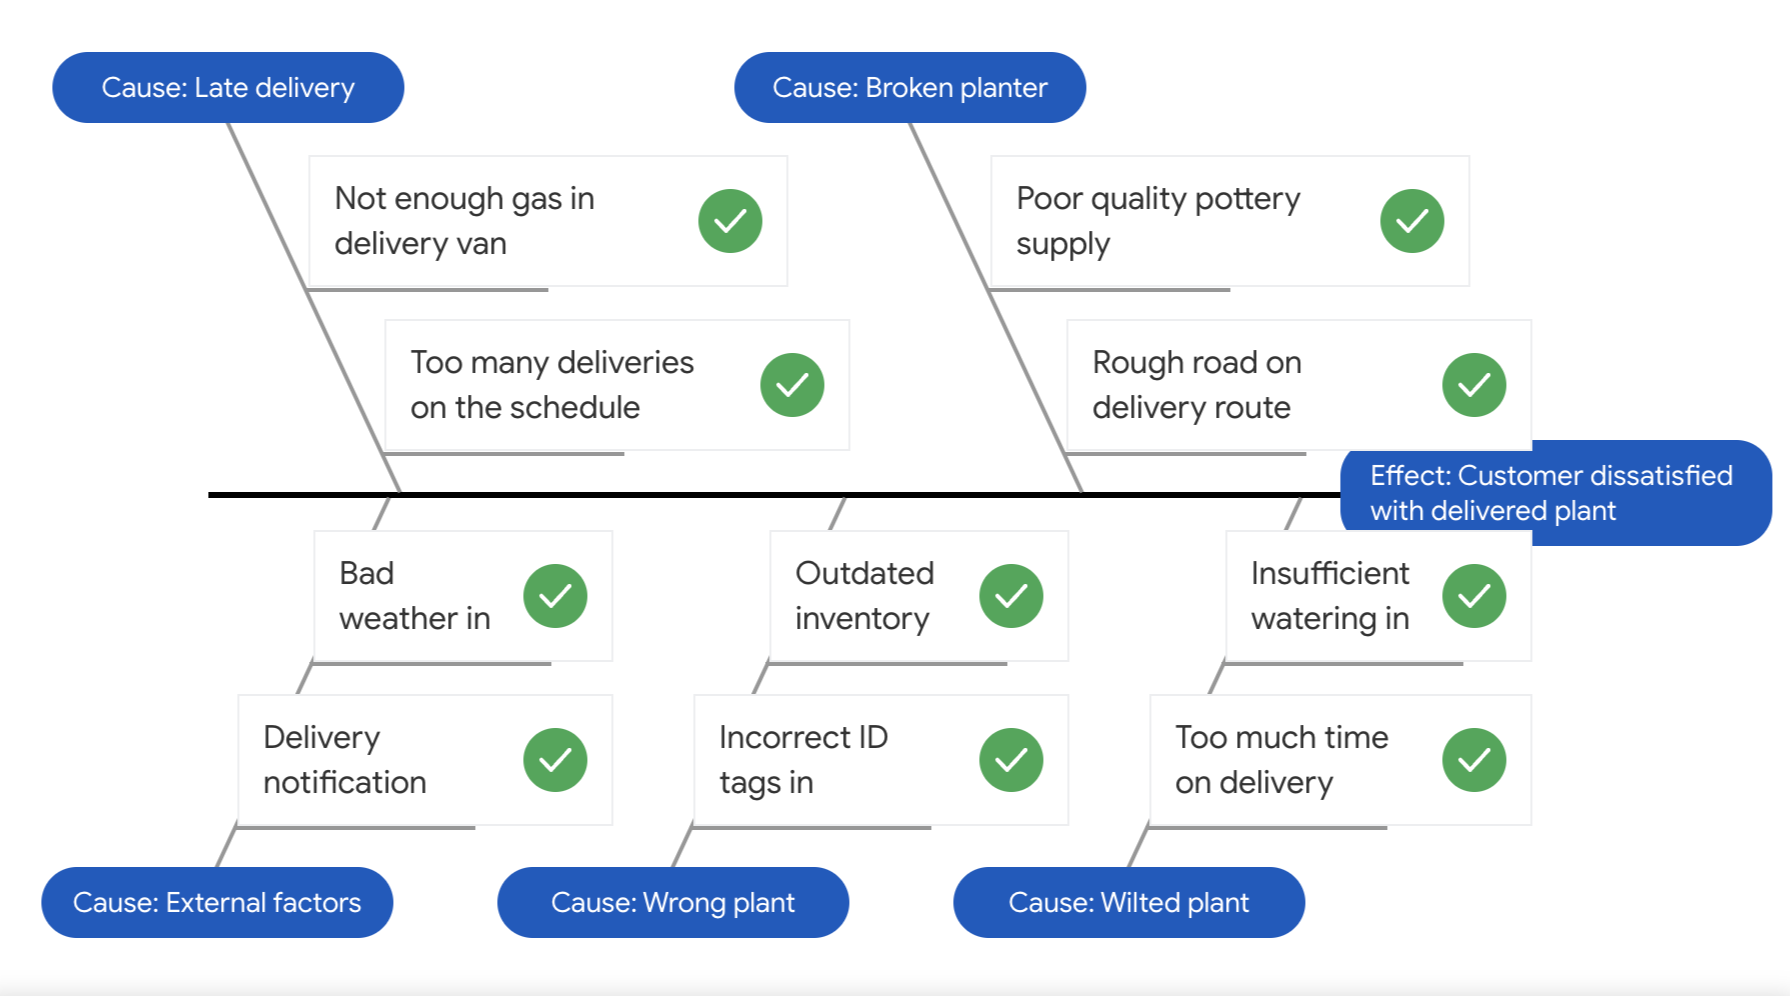 Cause: Late delivery
Cause: Broken planter
Not enough gas in
delivery van
Poor quality pottery
supply
Too many deliveries
on the schedule
Rough road on
delivery route
Effect: Customer dissatisfied
with delivered plant
Bad
weather in
Outdated
inventory
Insufficient
watering in
Delivery
notification
Incorrect ID
tags in
Too much time
on delivery
Cause: External factors
Cause: Wrong plant
Cause: Wilted plant